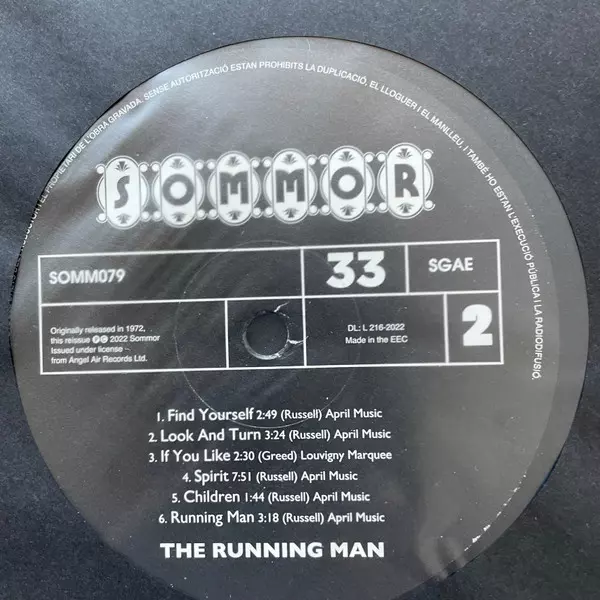 PROPIETARI DE L'OBRA GRAVADA. SENSE AUTORITZACIÓ ESTAN PROHIBITS LA DUPLICACIÓ, EL LLOGUER I EL MANLLEU, I TAMBÉ HO ESTAN L'EXECUCIÓ PÚBLICA I LA RADIODIFUSIÓ.
SOMMOR
SOMM079
33
SGAE
Originally released in 1972,
this reissue ℗© 2022 Sommor
Issued under license
from Angel Air Records Ltd.
DL: L 216-2022
Made in the EEC
2
1. Find Yourself 2:49 (Russell) April Music
2. Look And Turn 3:24 (Russell) April Music
3. If You Like 2:30 (Greed) Louvigny Marquee
4. Spirit 7:51 (Russell) April Music
5. Children 1:44 (Russell) April Music
6. Running Man 3:18 (Russell) April Music
THE RUNNING MAN